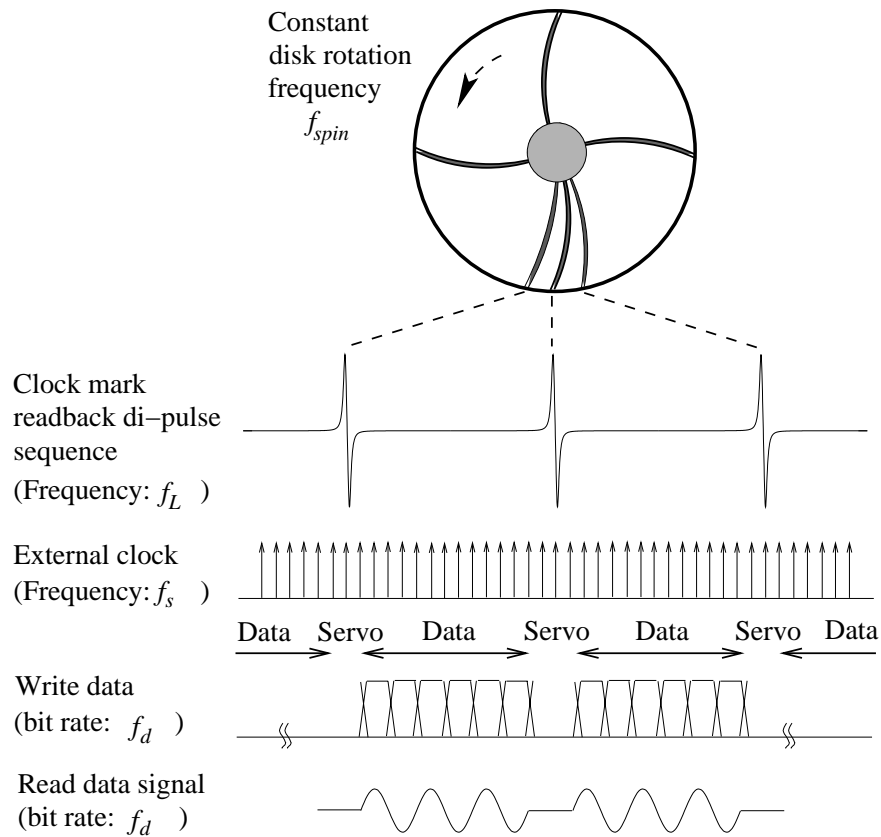 Constant
disk rotation
frequency
f_spin
Clock mark
readback di−pulse
sequence
(Frequency: f_L )
External clock
(Frequency: f_s )
Data Servo Data Servo Data Servo Data
Write data
(bit rate: f_d )
Read data signal
(bit rate: f_d )